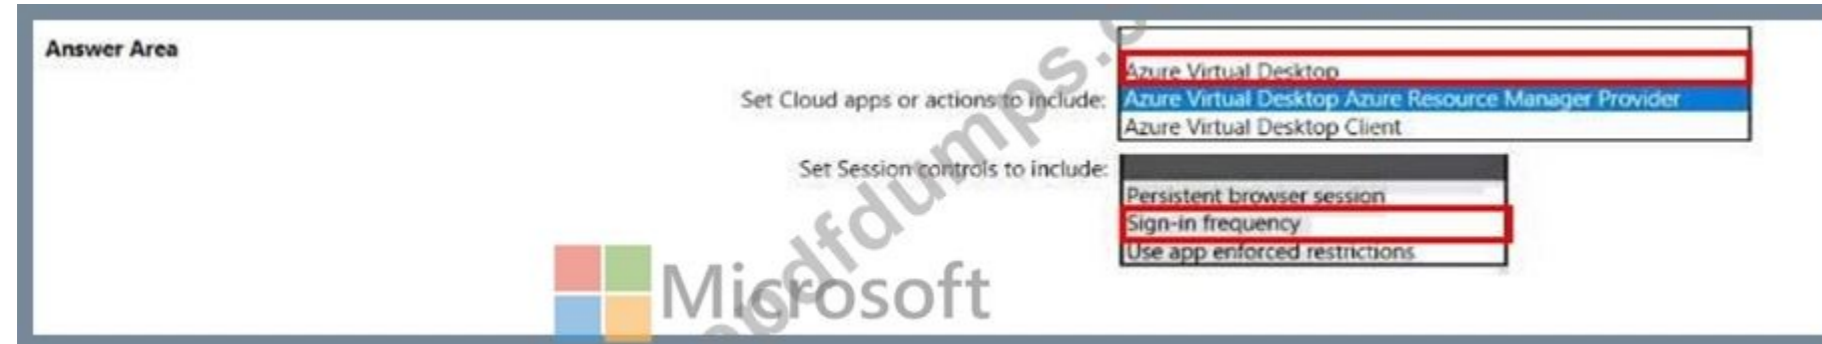 Answer Area
Azure Virtual Desktop
Set Cloud apps or actions to include: Azure Virtual Desktop Azure Resource Manager Provider
Azure Virtual Desktop Client
Set Session controls to include:
Persistent browser session
Sign-in frequency
Use app enforced restrictions
Microsoft